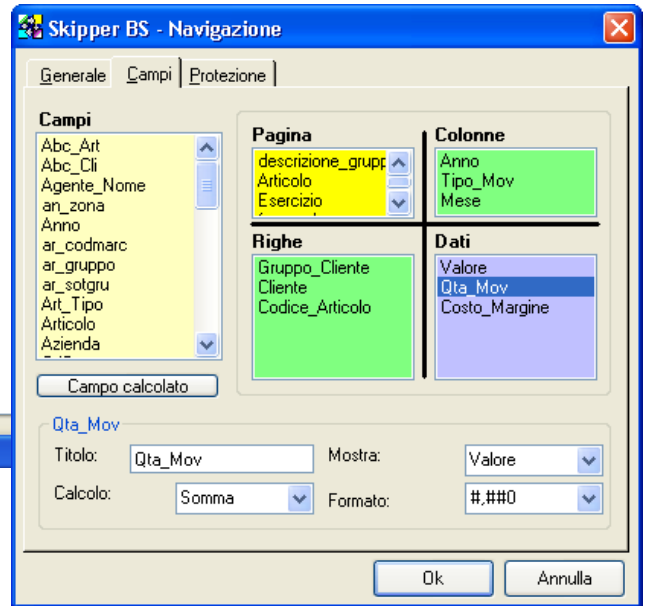 Skipper BS - Navigazione
Generale Campi Protezione
Campi
Abc_Art
Abc_Cli
Agente_Nome
an_zona
Anno
ar_codmarc
ar_gruppo
ar_sotgru
Art_Tipo
Articolo
Azienda
Campo calcolato
Pagina
descrizione_grupp
Articolo
Esercizio
Colonne
Anno
Tipo_Mov
Mese
Righe
Gruppo_Cliente
Cliente
Codice_Articolo
Dati
Valore
Qta_Mov
Costo_Margine
Qta_Mov
Titolo: Qta_Mov Mostra: Valore
Calcolo: Somma Formato: #,##0
Ok Annulla